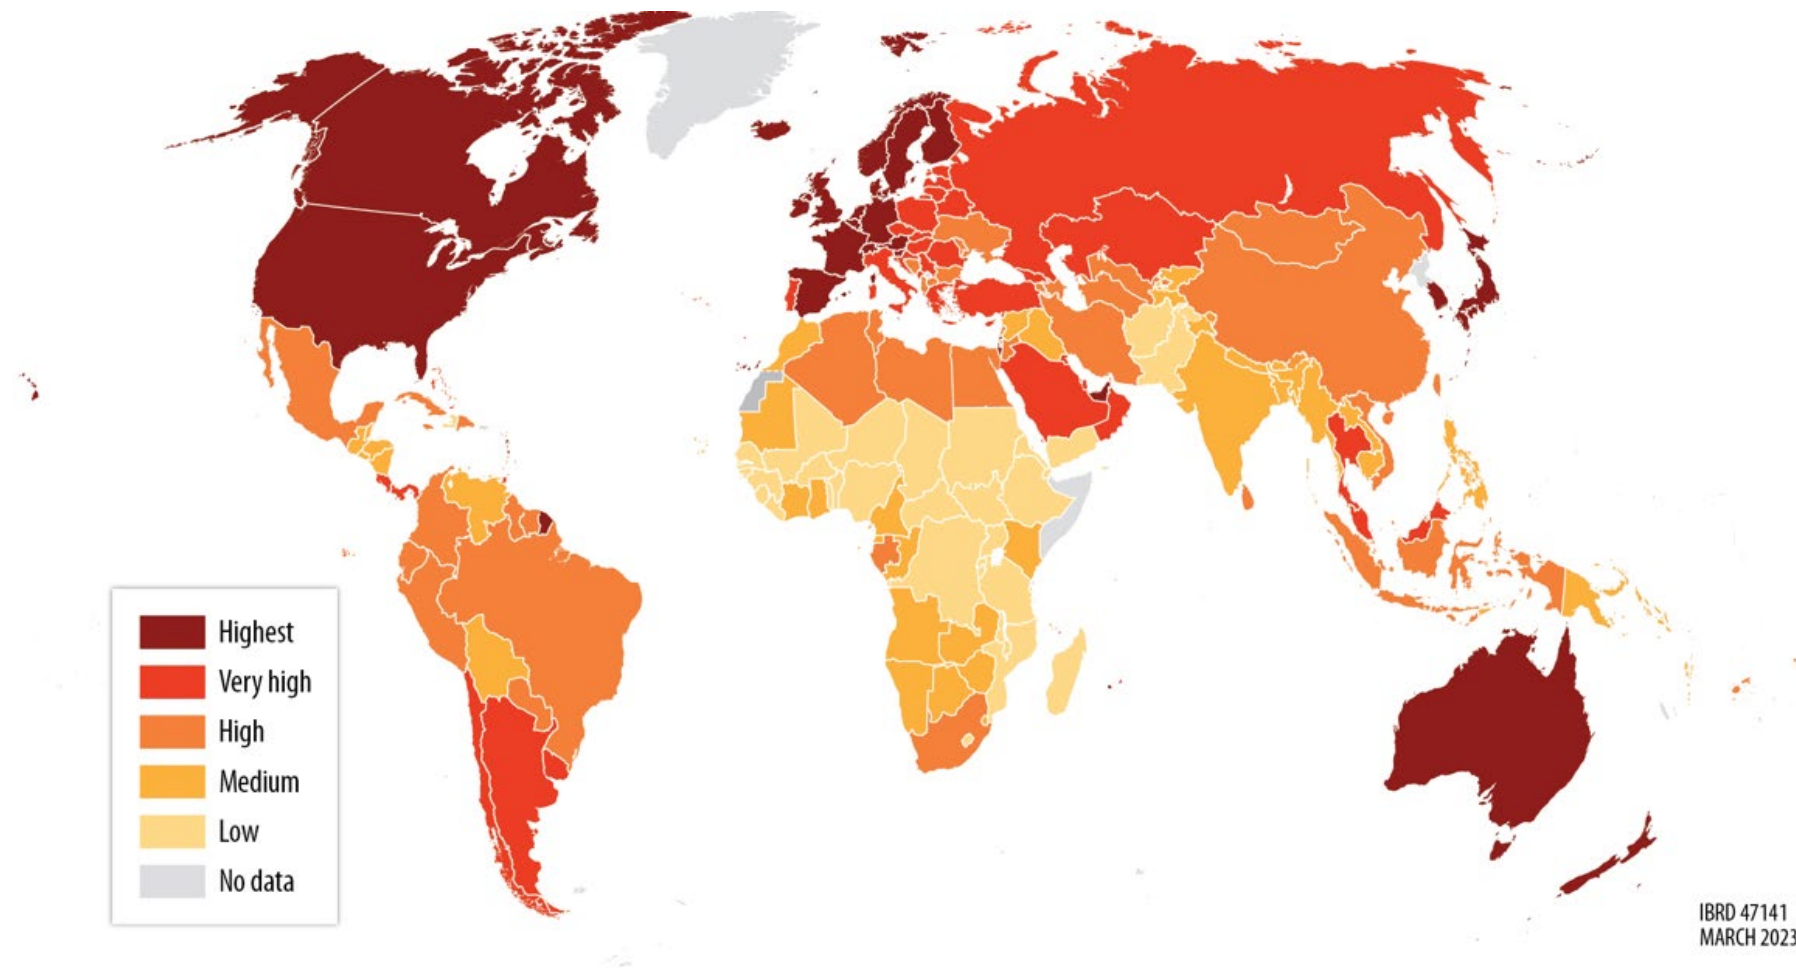 Highest
Very high
High
Medium
Low
No data
IBRD 47141
MARCH 2023